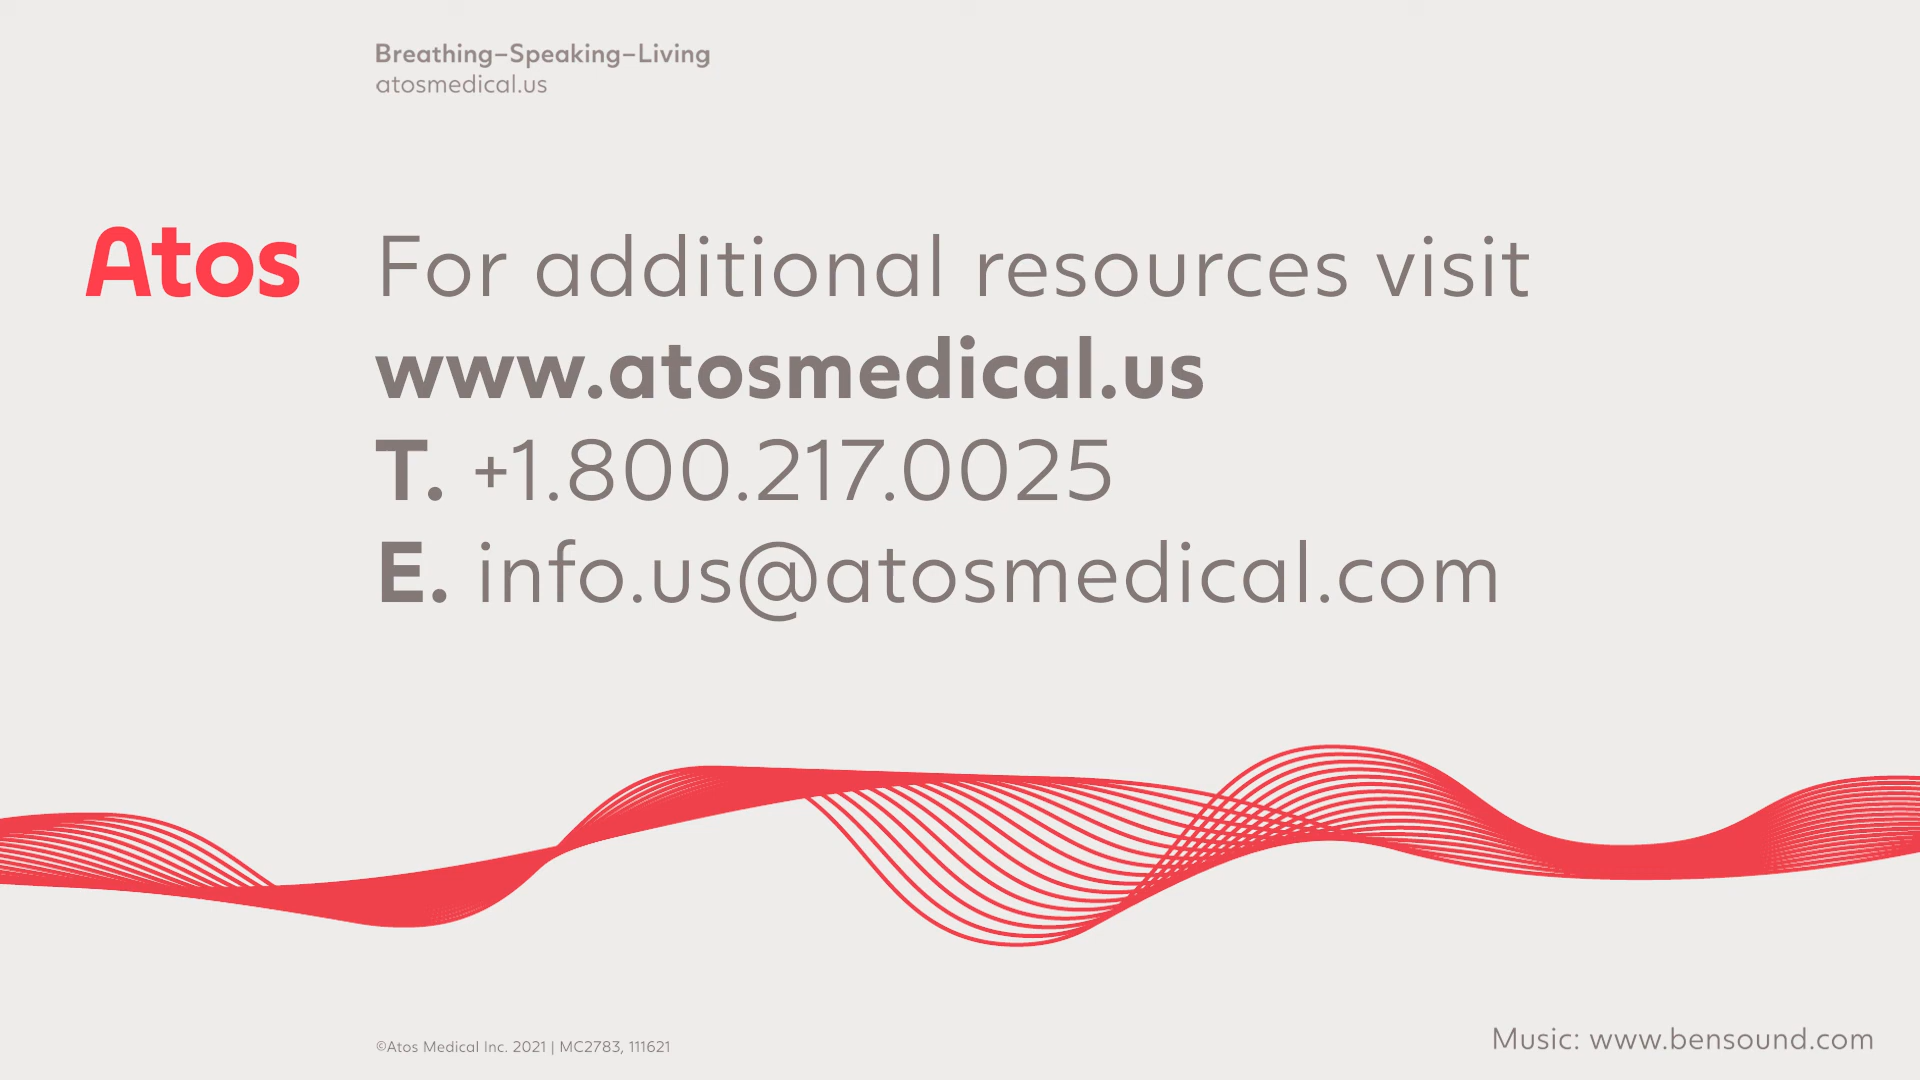 Breathing–Speaking–Living
atosmedical.us
Atos
For additional resources visit
www.atosmedical.us
T. +1.800.217.0025
E. info.us@atosmedical.com
©Atos Medical Inc. 2021 | MC2783, 111621
Music: www.bensound.com